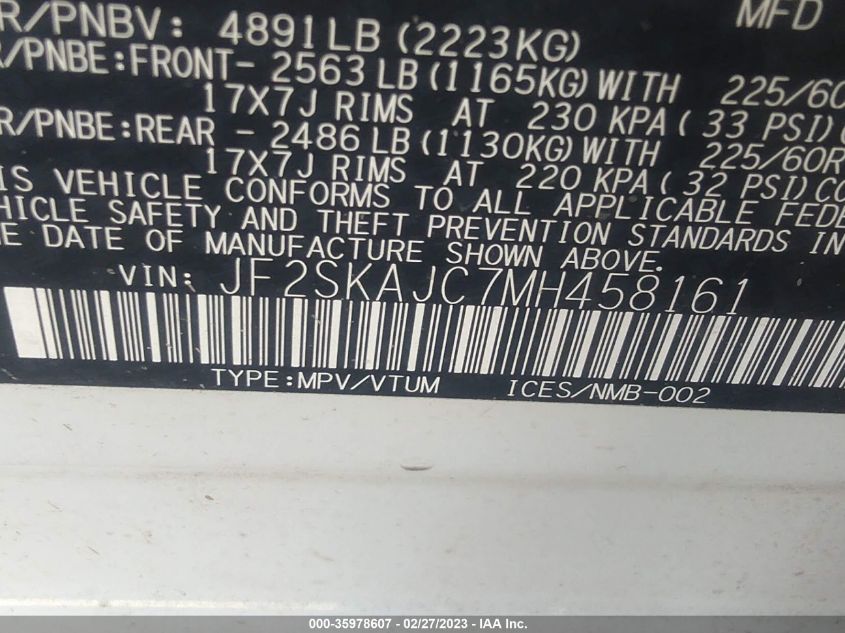 R/PNBV: 4891LB (2223KG)
MFD
R/PNBE:FRONT- 2563 LB (1165KG) WITH 225/60
17X7J RIMS AT 230 KPA ( 33 PSI)
R/PNBE:REAR - 2486 LB (1130KG) WITH 225/60R
17X7J RIMS AT 220 KPA ( 32 PSI) CO
IS VEHICLE CONFORMS TO ALL APPLICABLE FEDE
HICLE SAFETY AND THEFT PREVENTION STANDARDS IN
HE DATE OF MANUFACTURE SHOWN ABOVE.
VIN: JF2SKAJC7MH458161
TYPE:MPV/VTUM ICES/NMB-002
000-35978607 - 02/27/2023 - IAA Inc.